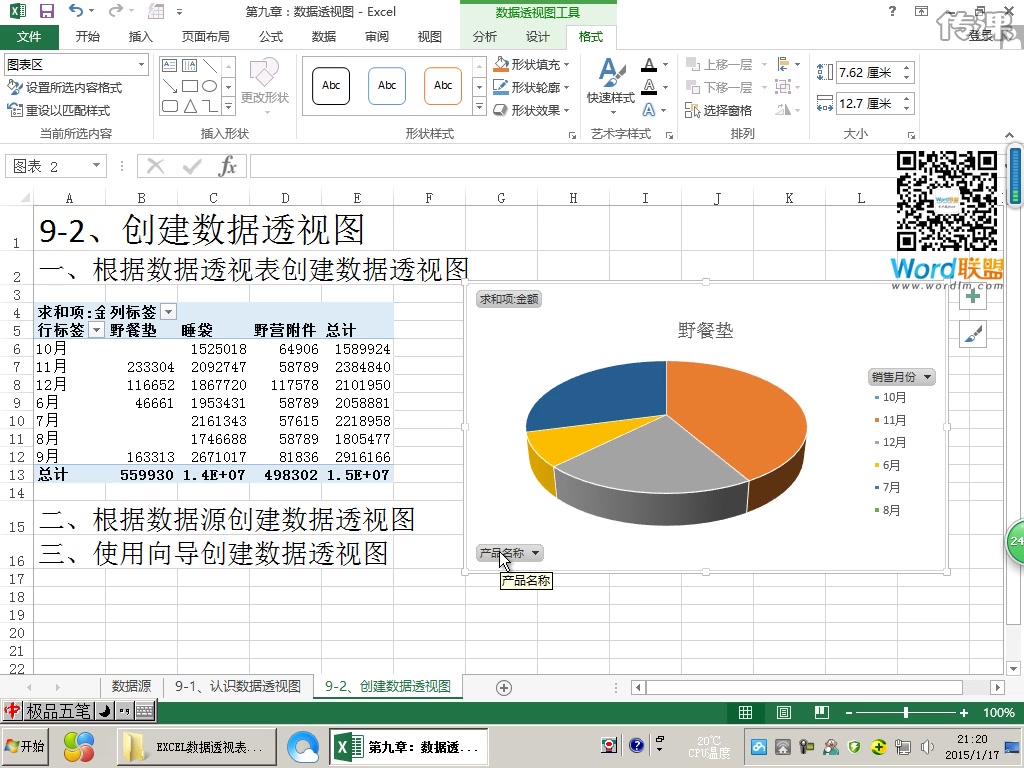 第九章：数据透视图 - Excel
数据透视图工具
?
传课
登录
文件 开始 插入 页面布局 公式 数据 审阅 视图 分析 设计 格式
图表区
设置所选内容格式
重设以匹配样式
当前所选内容
更改形状
插入形状
Abc Abc Abc
形状填充
形状轮廓
形状效果
形状样式
快速样式
艺术字样式
上移一层
下移一层
选择窗格
排列
7.62 厘米
12.7 厘米
大小
图表 2
fx
A B C D E F G H I J K L
1 9-2、创建数据透视图
2 一、根据数据透视表创建数据透视图
3
4 求和项:金 列标签
5 行标签 野餐垫 睡袋 野营附件 总计
6 10月 1525018 64906 1589924
7 11月 233304 2092747 58789 2384840
8 12月 116652 1867720 117578 2101950
9 6月 46661 1953431 58789 2058881
10 7月 2161343 57615 2218958
11 8月 1746688 58789 1805477
12 9月 163313 2671017 81836 2916166
13 总计 559930 1.4E+07 498302 1.5E+07
14
15 二、根据数据源创建数据透视图
16 三、使用向导创建数据透视图
17
18
19
20
21
22
求和项:金额
野餐垫
销售月份
10月
11月
12月
6月
7月
8月
产品名称
产品名称
Word联盟
www.wordlm.com
24
数据源 9-1、认识数据透视图 9-2、创建数据透视图
中 极品五笔
100%
开始
EXCEL数据透视表...
第九章：数据透...
20℃
CPU温度
21:20
2015/1/17